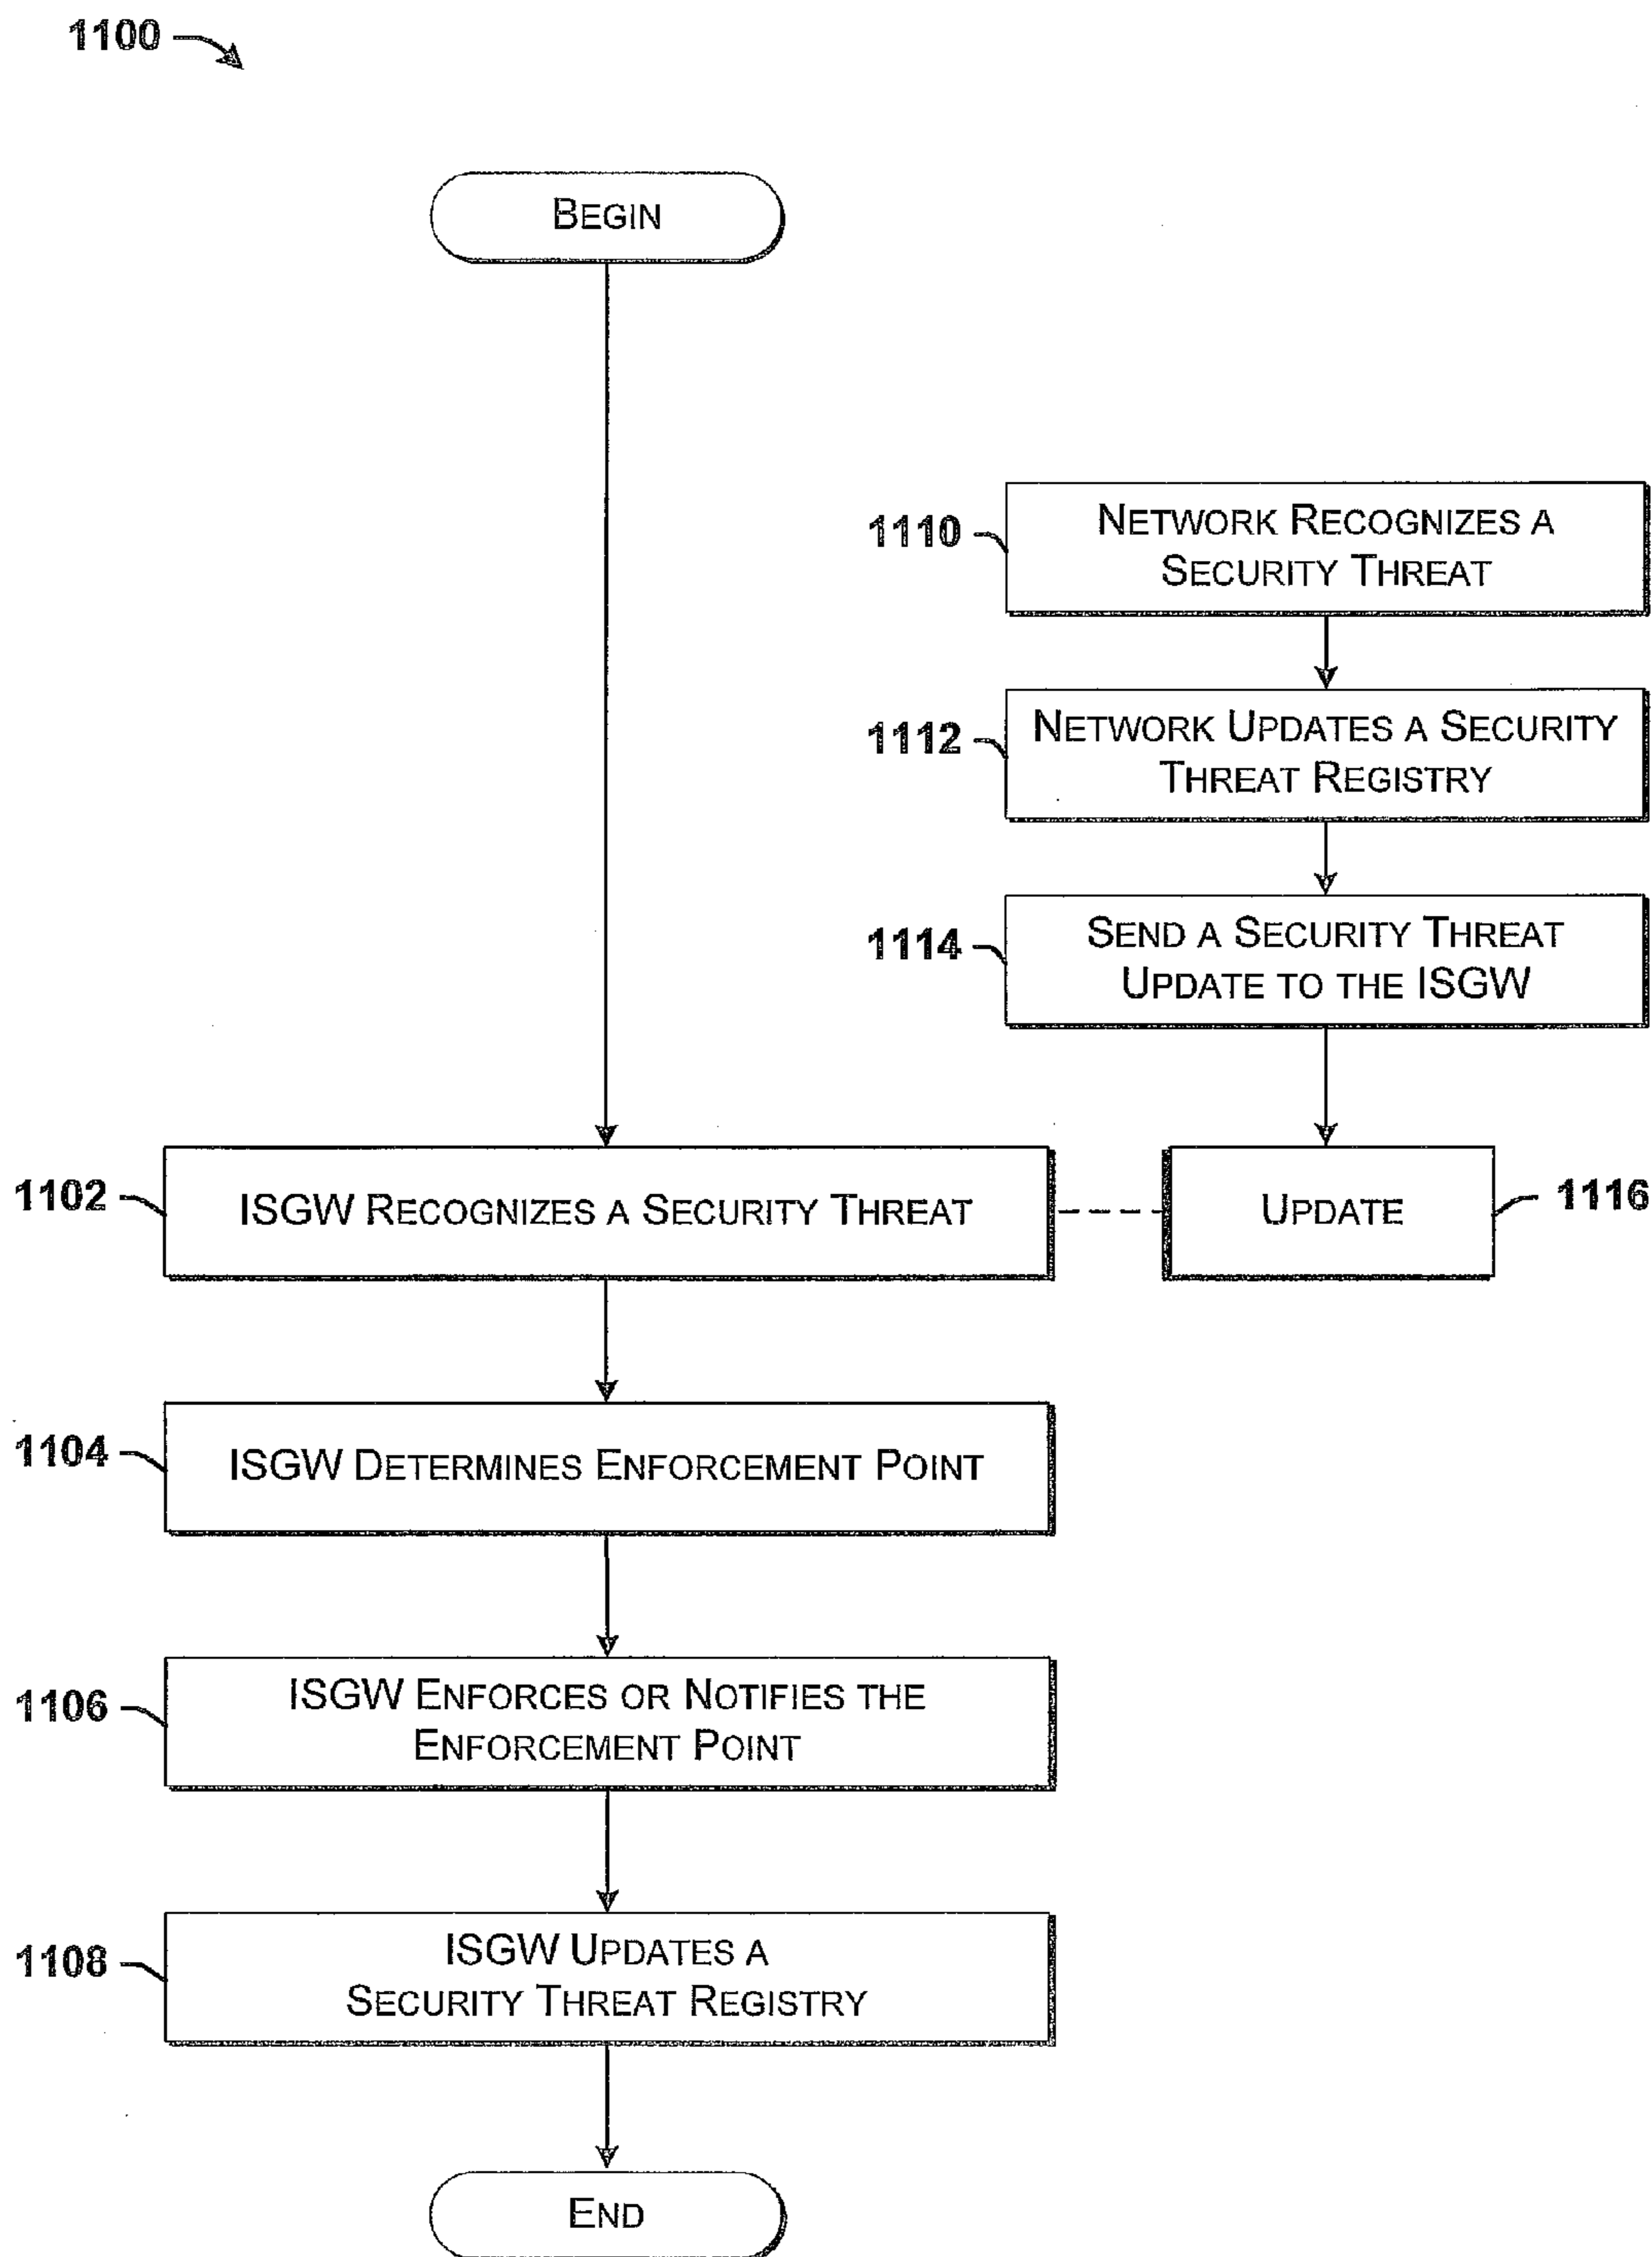 1100
BEGIN
1110
NETWORK RECOGNIZES A
SECURITY THREAT
1112
NETWORK UPDATES A SECURITY
THREAT REGISTRY
1114
SEND A SECURITY THREAT
UPDATE TO THE ISGW
1102
ISGW RECOGNIZES A SECURITY THREAT
UPDATE
1116
1104
ISGW DETERMINES ENFORCEMENT POINT
1106
ISGW ENFORCES OR NOTIFIES THE
ENFORCEMENT POINT
1108
ISGW UPDATES A
SECURITY THREAT REGISTRY
END